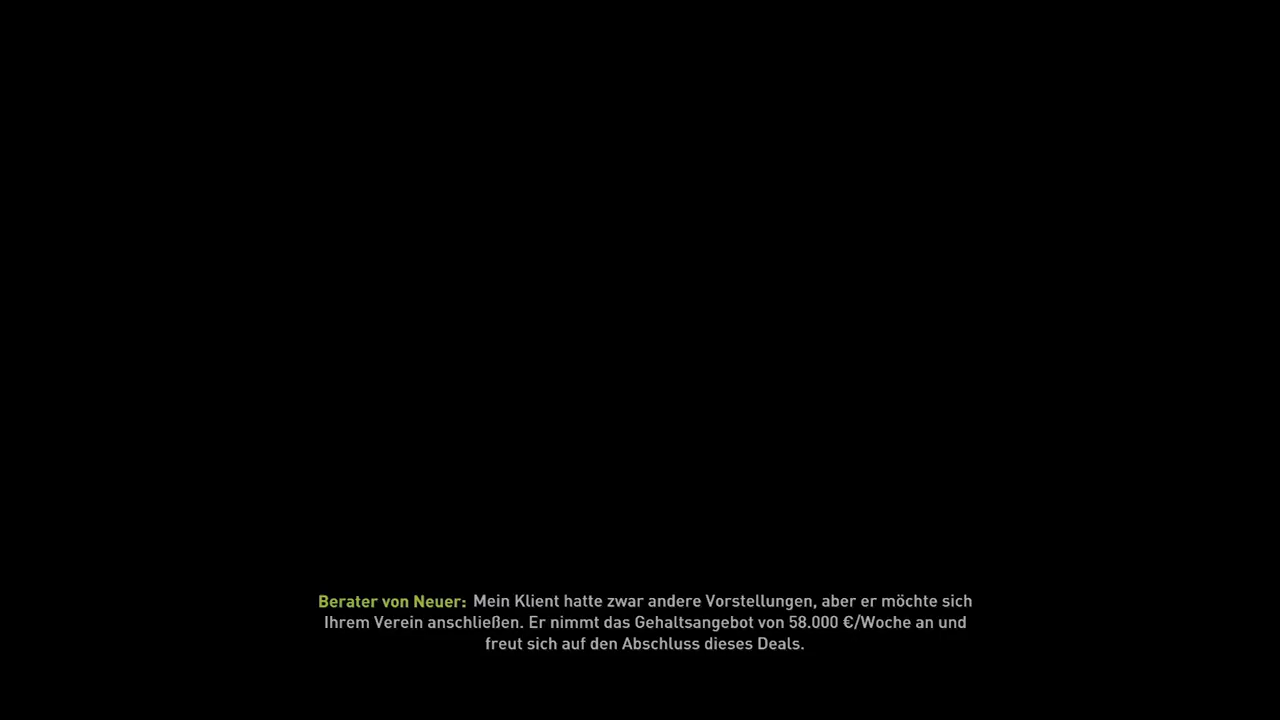 Berater von Neuer: Mein Klient hatte zwar andere Vorstellungen, aber er möchte sich
Ihrem Verein anschließen. Er nimmt das Gehaltsangebot von 58.000 €/Woche an und
freut sich auf den Abschluss dieses Deals.